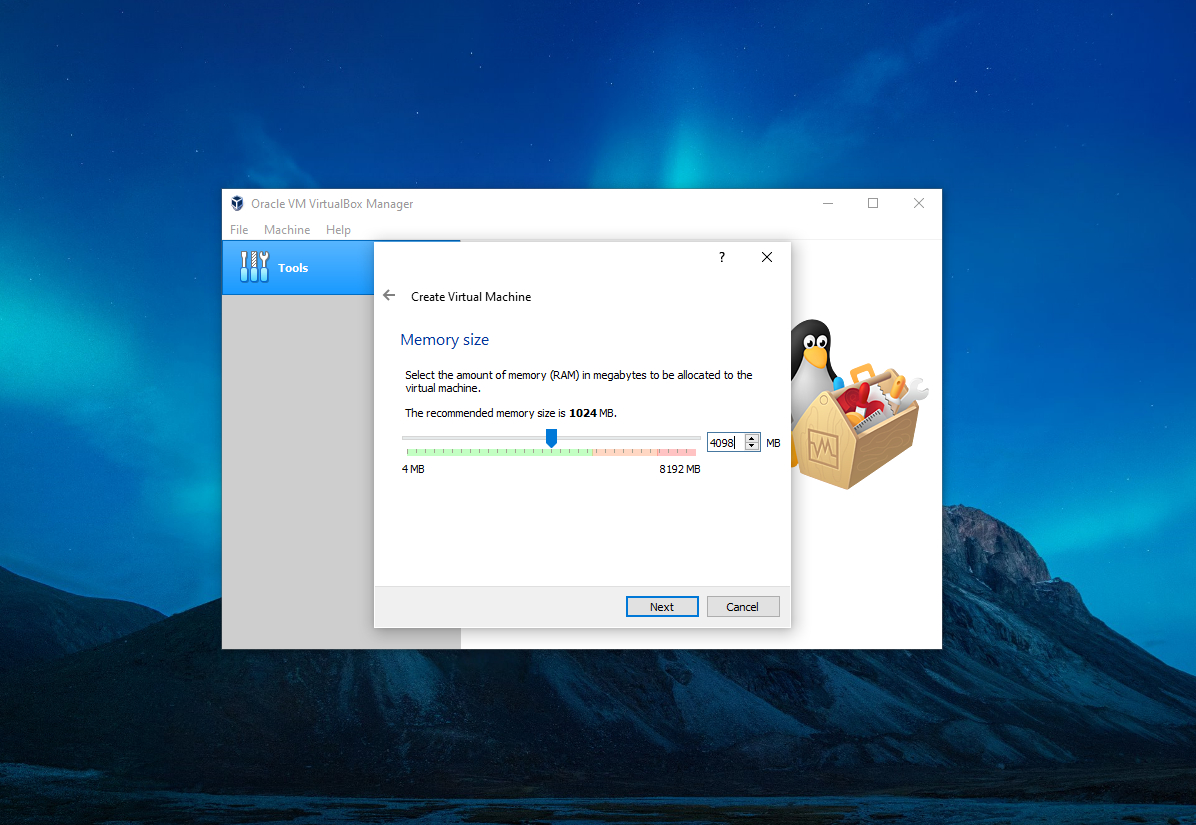 Oracle VM VirtualBox Manager
File Machine Help
Tools
?
Create Virtual Machine
Memory size
Select the amount of memory (RAM) in megabytes to be allocated to the
virtual machine.
The recommended memory size is 1024 MB.
4098 MB
4 MB 8192 MB
Next Cancel